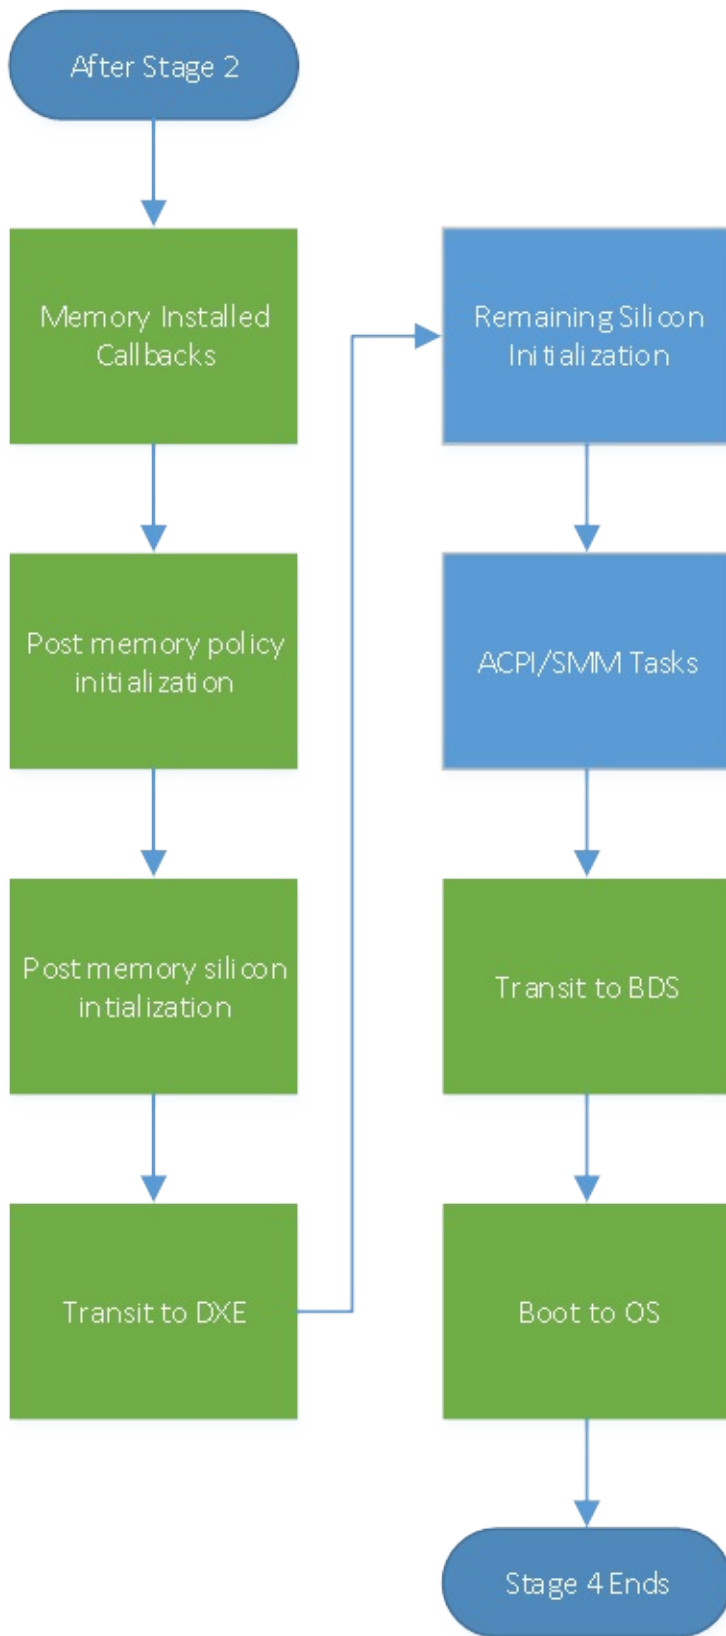 After Stage 2
Memory Installed
Callbacks
Post memory policy
initialization
Post memory silicon
intialization
Transit to DXE
Remaining Silicon
Initialization
ACPI/SMM Tasks
Transit to BDS
Boot to OS
Stage 4 Ends